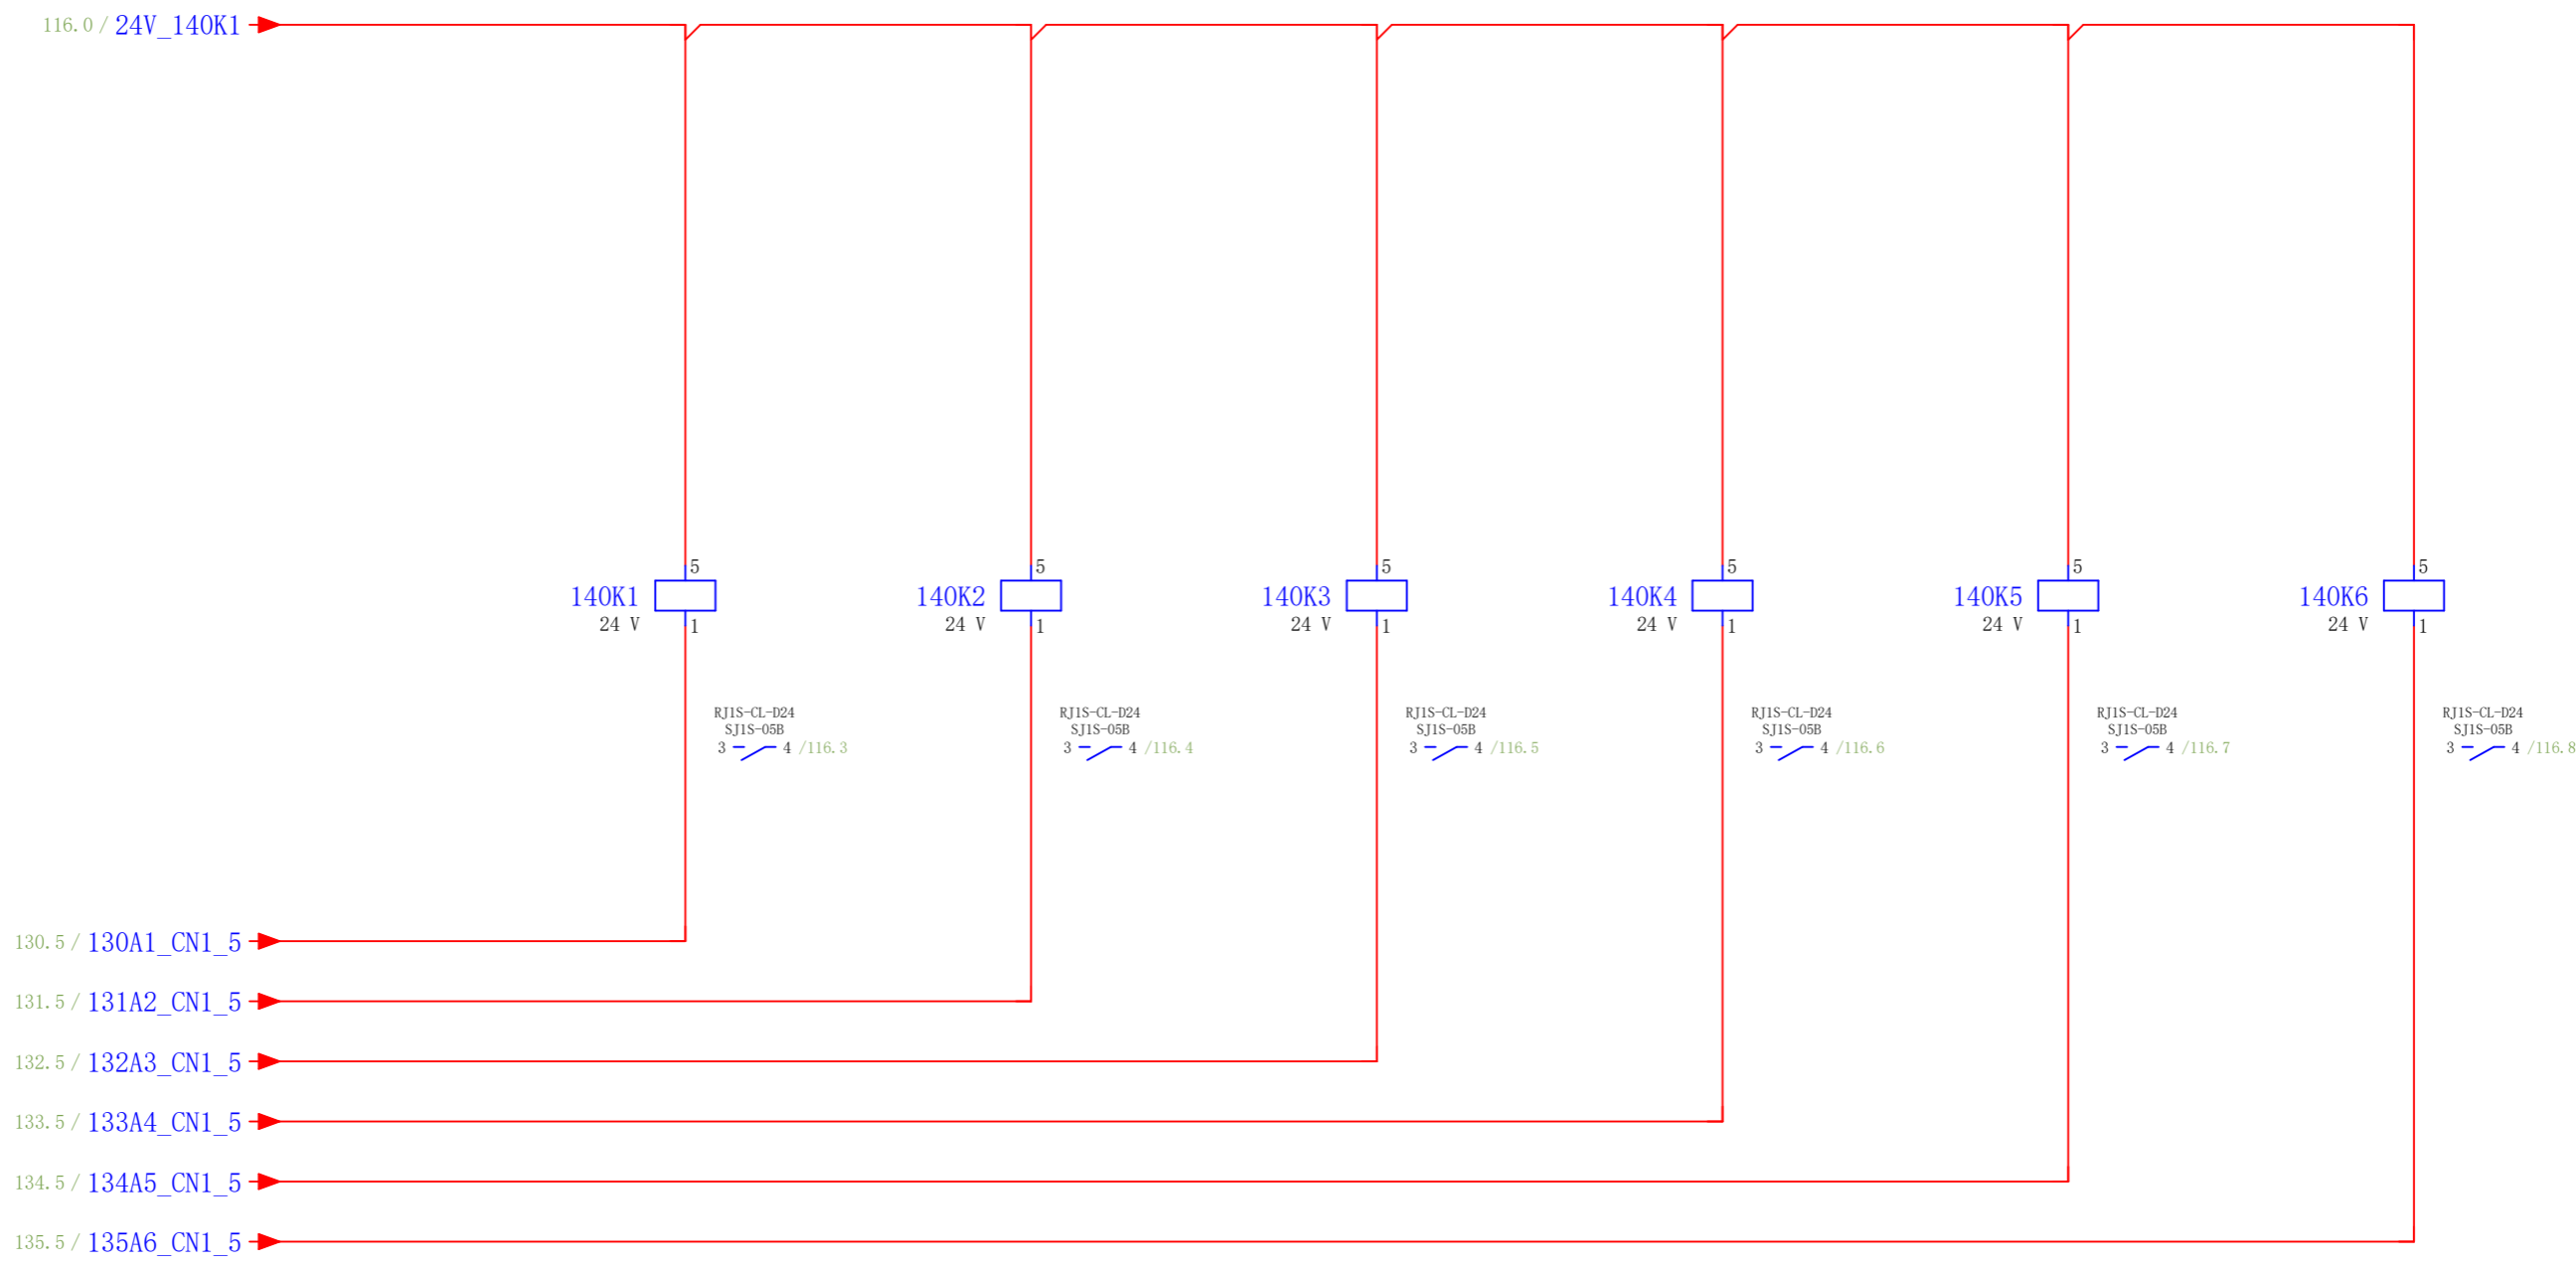 116.0 / 24V_140K1
5 5 5 5 5 5
140K1 140K2 140K3 140K4 140K5 140K6
24 V 24 V 24 V 24 V 24 V 24 V
1 1 1 1 1 1
RJ1S-CL-D24 RJ1S-CL-D24 RJ1S-CL-D24 RJ1S-CL-D24 RJ1S-CL-D24 RJ1S-CL-D24
SJ1S-05B SJ1S-05B SJ1S-05B SJ1S-05B SJ1S-05B SJ1S-05B
3 4 /116.3 3 4 /116.4 3 4 /116.5 3 4 /116.6 3 4 /116.7 3 4 /116.8
130.5 / 130A1_CN1_5
131.5 / 131A2_CN1_5
132.5 / 132A3_CN1_5
133.5 / 133A4_CN1_5
134.5 / 134A5_CN1_5
135.5 / 135A6_CN1_5